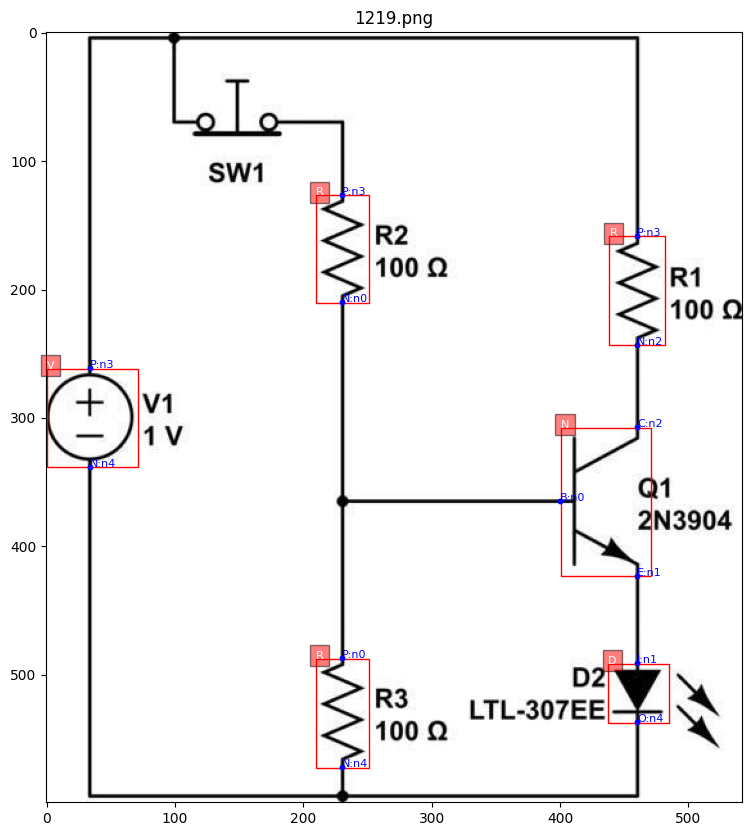 1219.png
0
100
200
300
400
500
0
100
200
300
400
500
SW1
R
P:n3
R2
100 Ω
N:n0
R
P:n3
R1
100 Ω
N:n2
V
P:n3
V1
1 V
N:n4
N
C:n2
B:n0
Q1
2N3904
E:n1
R
P:n0
R3
100 Ω
N:n4
D
I:n1
D2
LTL-307EE
O:n4